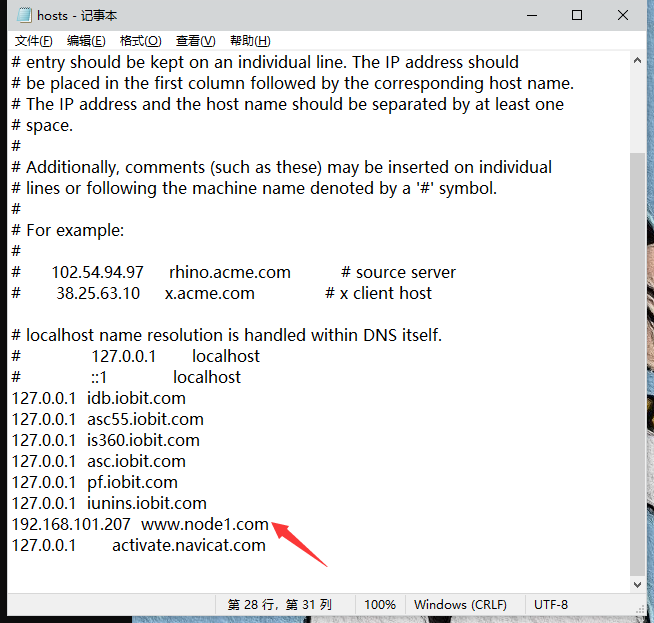 hosts - 记事本
文件(F) 编辑(E) 格式(O) 查看(V) 帮助(H)
# entry should be kept on an individual line. The IP address should
# be placed in the first column followed by the corresponding host name.
# The IP address and the host name should be separated by at least one
# space.
#
# Additionally, comments (such as these) may be inserted on individual
# lines or following the machine name denoted by a '#' symbol.
#
# For example:
#
# 102.54.94.97 rhino.acme.com # source server
# 38.25.63.10 x.acme.com # x client host
# localhost name resolution is handled within DNS itself.
# 127.0.0.1 localhost
# ::1 localhost
127.0.0.1 idb.iobit.com
127.0.0.1 asc55.iobit.com
127.0.0.1 is360.iobit.com
127.0.0.1 asc.iobit.com
127.0.0.1 pf.iobit.com
127.0.0.1 iunins.iobit.com
192.168.101.207 www.node1.com
127.0.0.1 activate.navicat.com
第 28 行，第 31 列 100% Windows (CRLF) UTF-8